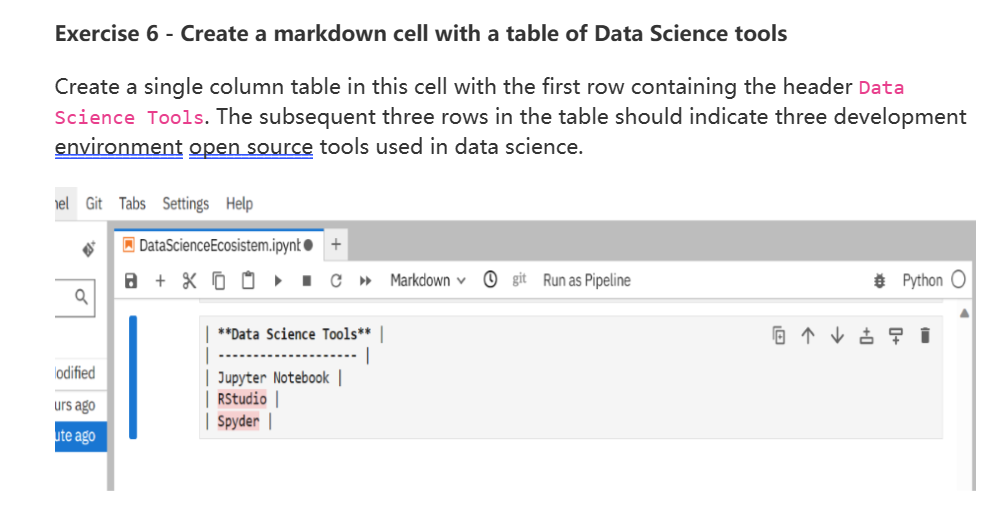 Exercise 6 - Create a markdown cell with a table of Data Science tools
Create a single column table in this cell with the first row containing the header Data
Science Tools. The subsequent three rows in the table should indicate three development
environment open source tools used in data science.
nel Git Tabs Settings Help
DataScienceEcosistem.ipynb +
Markdown git Run as Pipeline Python
| **Data Science Tools** |
| -------------------- |
odified
| Jupyter Notebook |
urs ago
| RStudio |
ute ago
| Spyder |